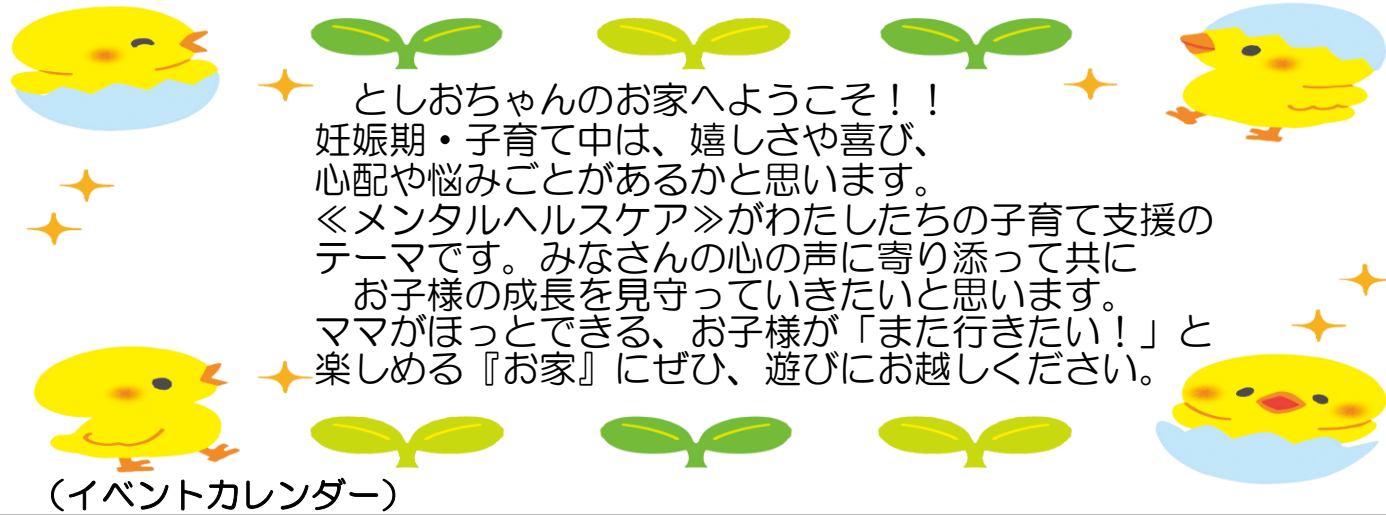 としおちゃんのお家へようこそ！！
妊娠期・子育て中は、嬉しさや喜び、
心配や悩みごとがあるかと思います。
≪メンタルヘルスケア≫がわたしたちの子育て支援の
テーマです。みなさんの心の声に寄り添って共に
お子様の成長を見守っていきたいと思います。
ママがほっとできる、お子様が「また行きたい！」と
楽しめる『お家』にぜひ、遊びにお越しください。
（イベントカレンダー）